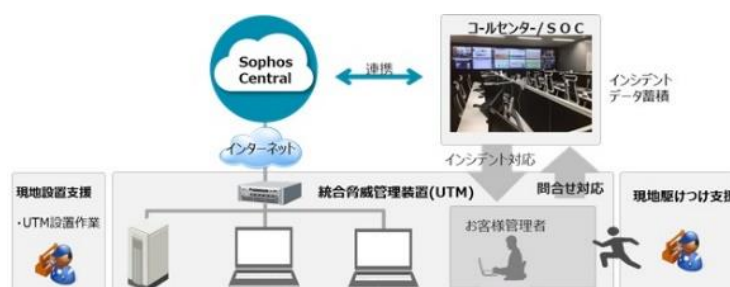 コールセンター/ＳＯＣ
Sophos
Central
連携
インシデント
データ蓄積
インターネット
インシデント対応
現地設置支援
統合脅威管理装置(UTM)
問合せ対応
現地駆けつけ支援
・UTM設置作業
お客様管理者